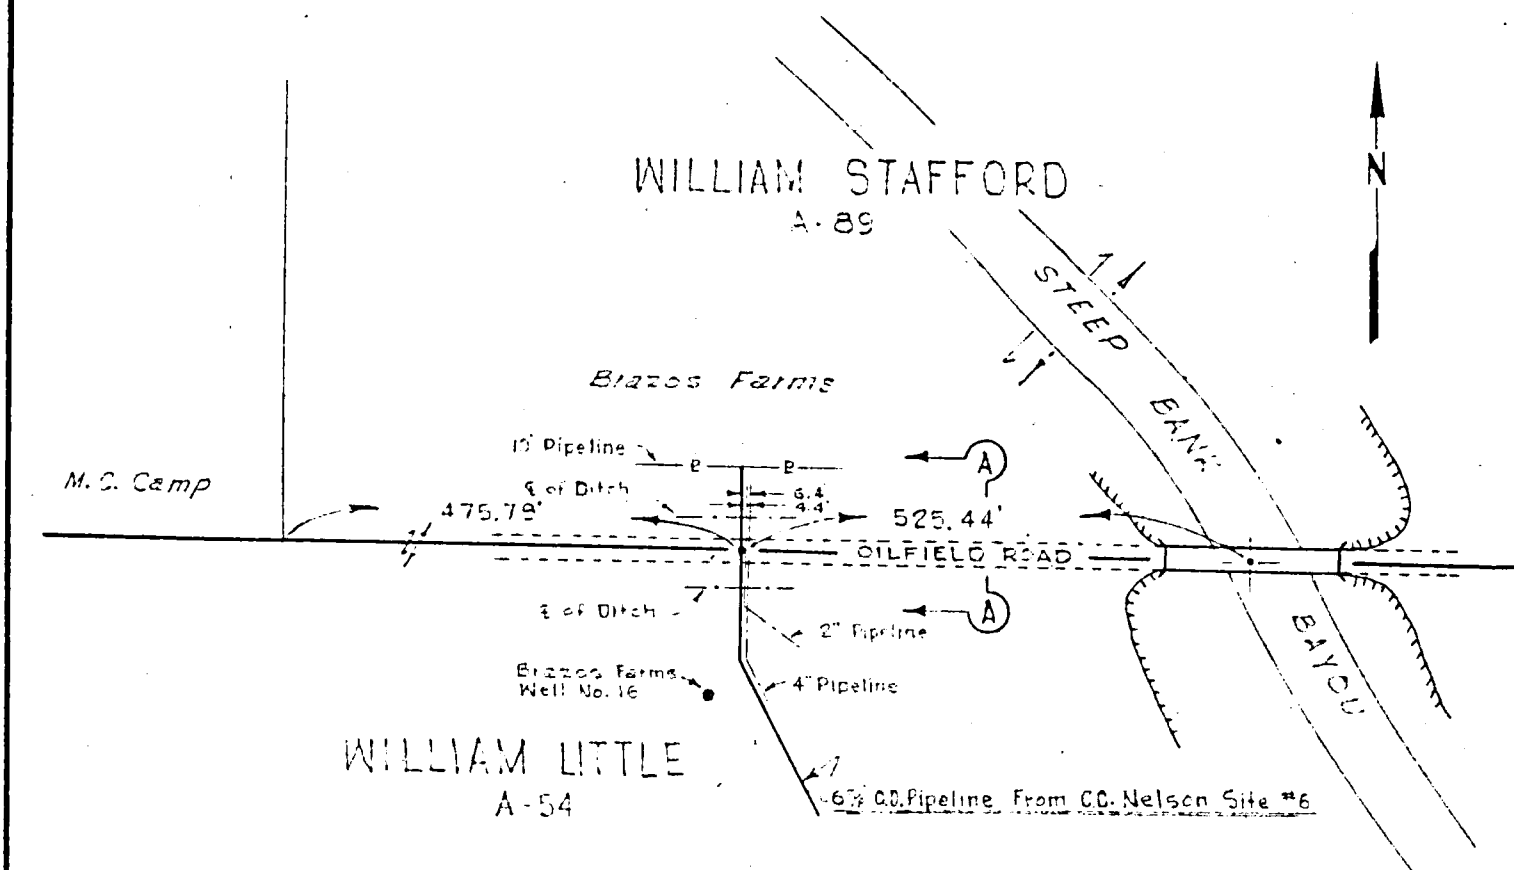 WILLIAM STAFFORD
A-89
N
STEEP BANK BAYOU
Brazos Farms
10" Pipeline
P P
A
M. C. Camp
℄ of Ditch
6.4'
4.4'
475.79'
525.44'
OILFIELD ROAD
℄ of Ditch
A
2" Pipeline
Brazos Farms
Well No. 16
4" Pipeline
WILLIAM LITTLE
A-54
O.D. Pipeline From C.C. Nelson Site #6